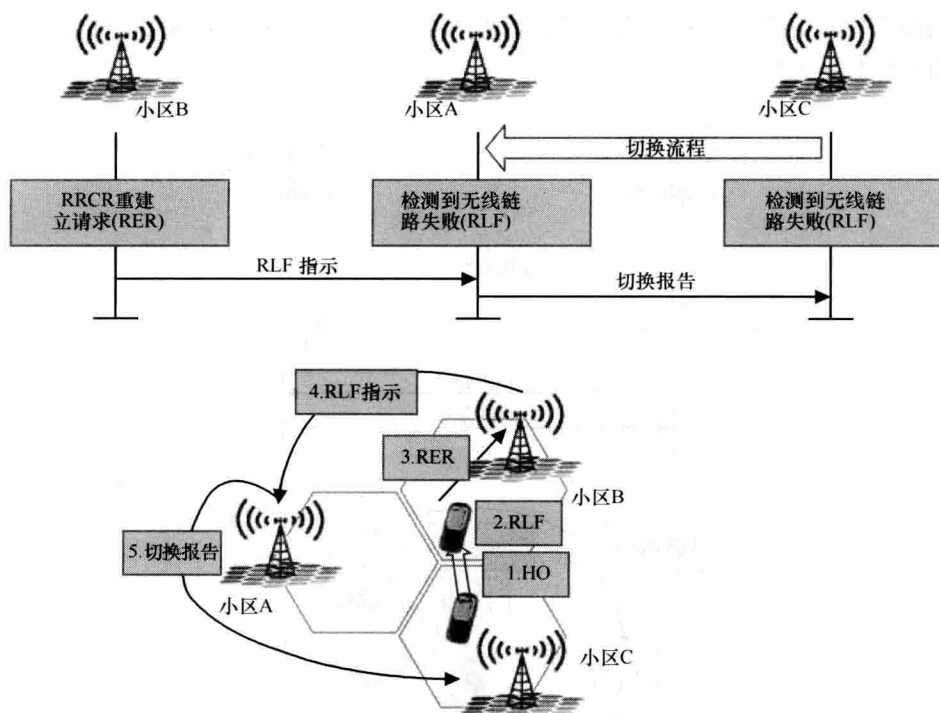 小区B
小区A
小区C
切换流程
RRCR重建
立请求(RER)
检测到无线链
路失败(RLF)
检测到无线链
路失败(RLF)
RLF 指示
切换报告
4.RLF指示
3.RER
小区B
2.RLF
5.切换报告
1.HO
小区A
小区C